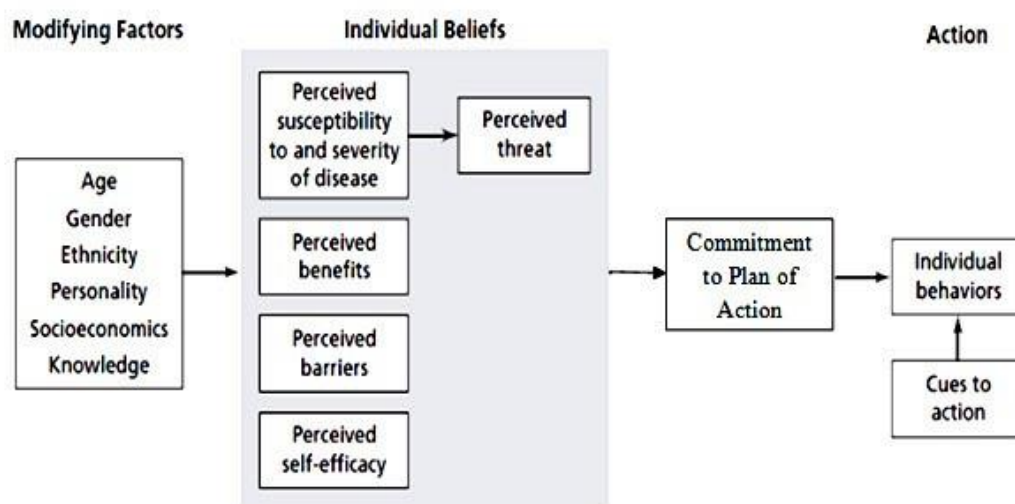 Modifying Factors
Individual Beliefs
Action
Age
Gender
Ethnicity
Personality
Socioeconomics
Knowledge
Perceived
susceptibility
to and severity
of disease
Perceived
threat
Perceived
benefits
Perceived
barriers
Perceived
self-efficacy
Commitment
to Plan of
Action
Individual
behaviors
Cues to
action